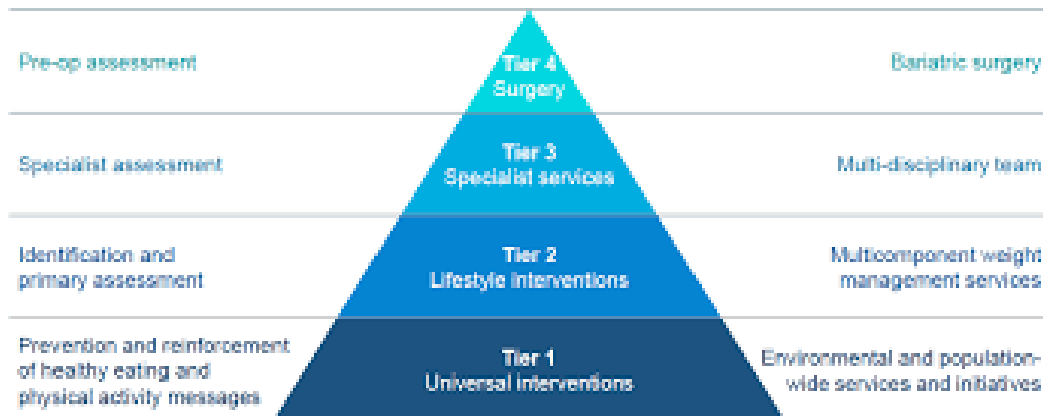 Pre-op assessment
Tier 4
Surgery
Bariatric surgery
Specialist assessment
Tier 3
Specialist services
Multi-disciplinary team
Identification and
primary assessment
Tier 2
Lifestyle interventions
Multicomponent weight
management services
Prevention and reinforcement
of healthy eating and
physical activity messages
Tier 1
Universal interventions
Environmental and population-
wide services and initiatives